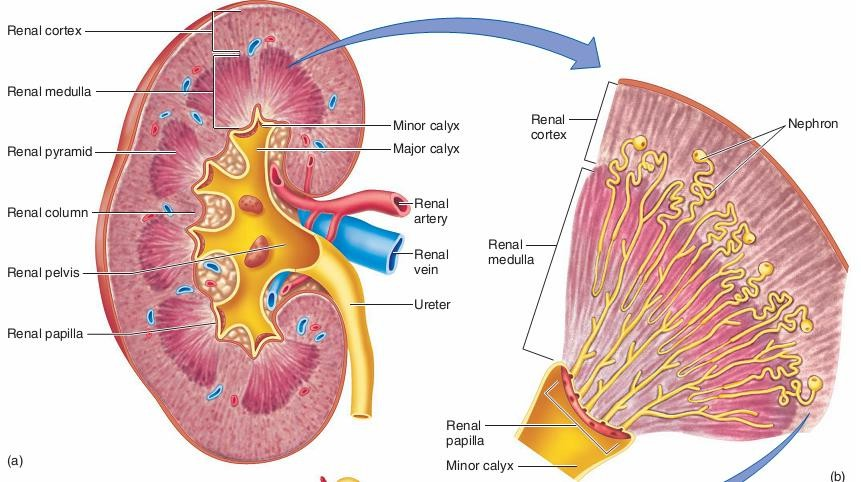 Renal cortex
Renal medulla
Renal pyramid
Renal column
Renal pelvis
Renal papilla
(a)
Minor calyx
Major calyx
Renal
artery
Renal
vein
Ureter
Renal
cortex
Nephron
Renal
medulla
Renal
papilla
Minor calyx
(b)